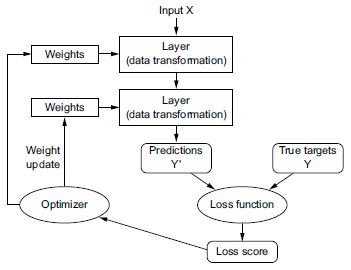 Input X
Weights
Layer
(data transformation)
Weights
Layer
(data transformation)
Weight
update
Predictions
Y'
True targets
Y
Optimizer
Loss function
Loss score